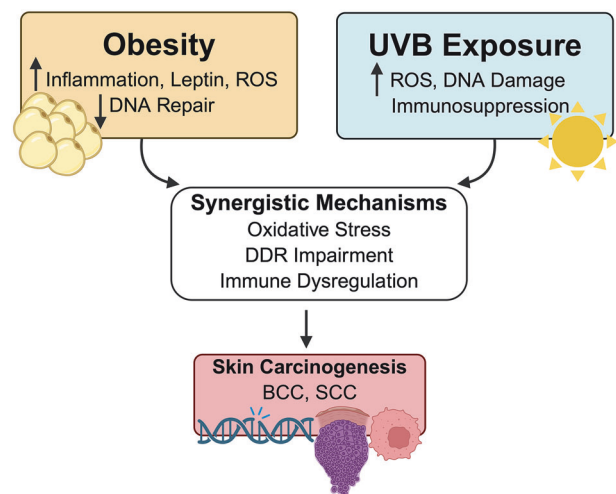 Obesity
Inflammation, Leptin, ROS
DNA Repair
UVB Exposure
ROS, DNA Damage
Immunosuppression
Synergistic Mechanisms
Oxidative Stress
DDR Impairment
Immune Dysregulation
Skin Carcinogenesis
BCC, SCC